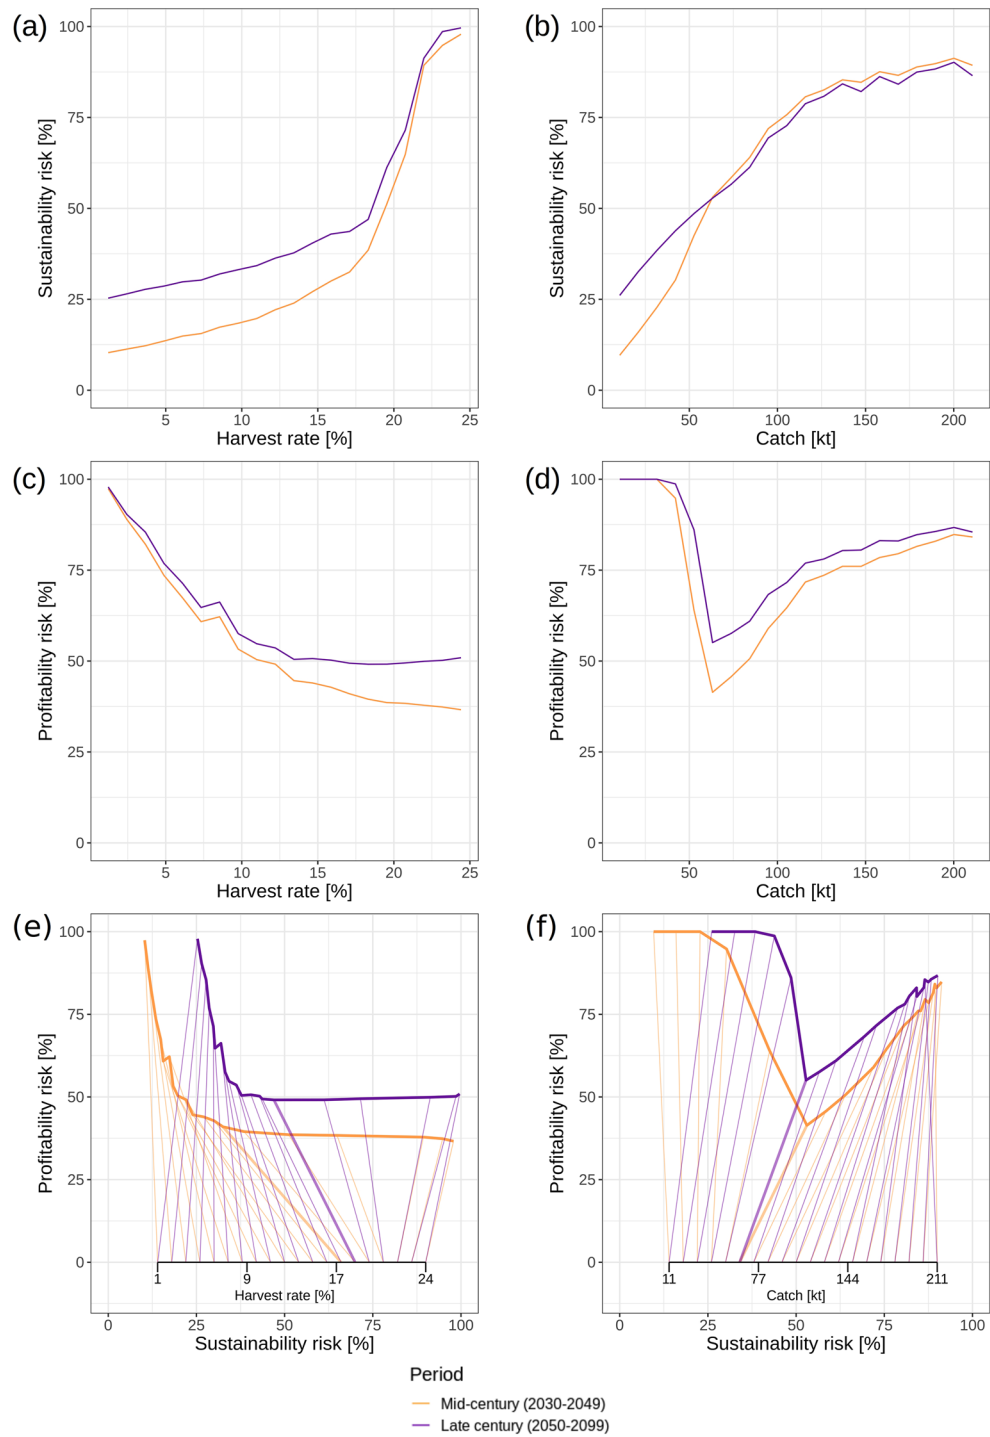 (a)
100
75
50
25
0
Sustainability risk [%]
5 10 15 20 25
Harvest rate [%]
(b)
100
75
50
25
0
Sustainability risk [%]
50 100 150 200
Catch [kt]
(c)
100
75
50
25
0
Profitability risk [%]
5 10 15 20 25
Harvest rate [%]
(d)
100
75
50
25
0
Profitability risk [%]
50 100 150 200
Catch [kt]
(e)
100
75
50
25
0
Profitability risk [%]
1 9 17 24
Harvest rate [%]
0 25 50 75 100
Sustainability risk [%]
(f)
100
75
50
25
0
Profitability risk [%]
11 77 144 211
Catch [kt]
0 25 50 75 100
Sustainability risk [%]
Period
Mid-century (2030-2049)
Late century (2050-2099)